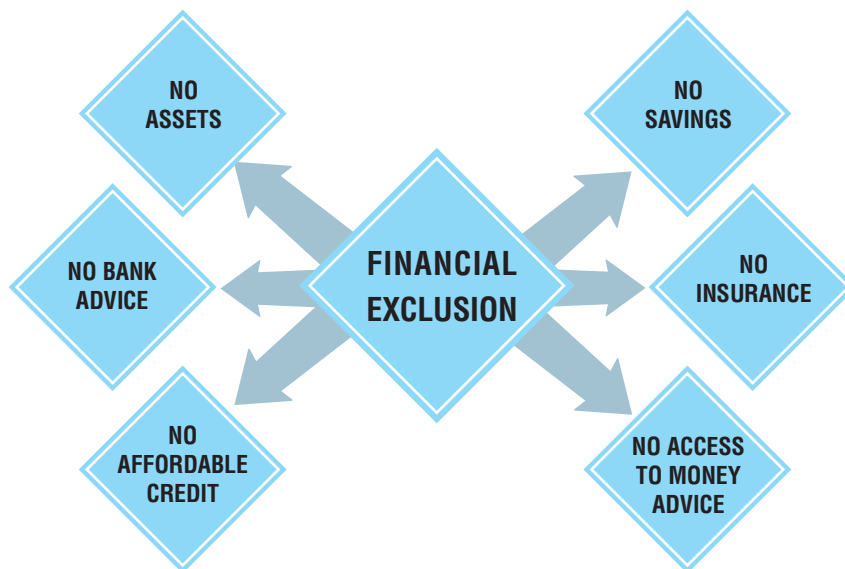 NO
ASSETS
NO
SAVINGS
NO BANK
ADVICE
FINANCIAL
EXCLUSION
NO
INSURANCE
NO
AFFORDABLE
CREDIT
NO ACCESS
TO MONEY
ADVICE